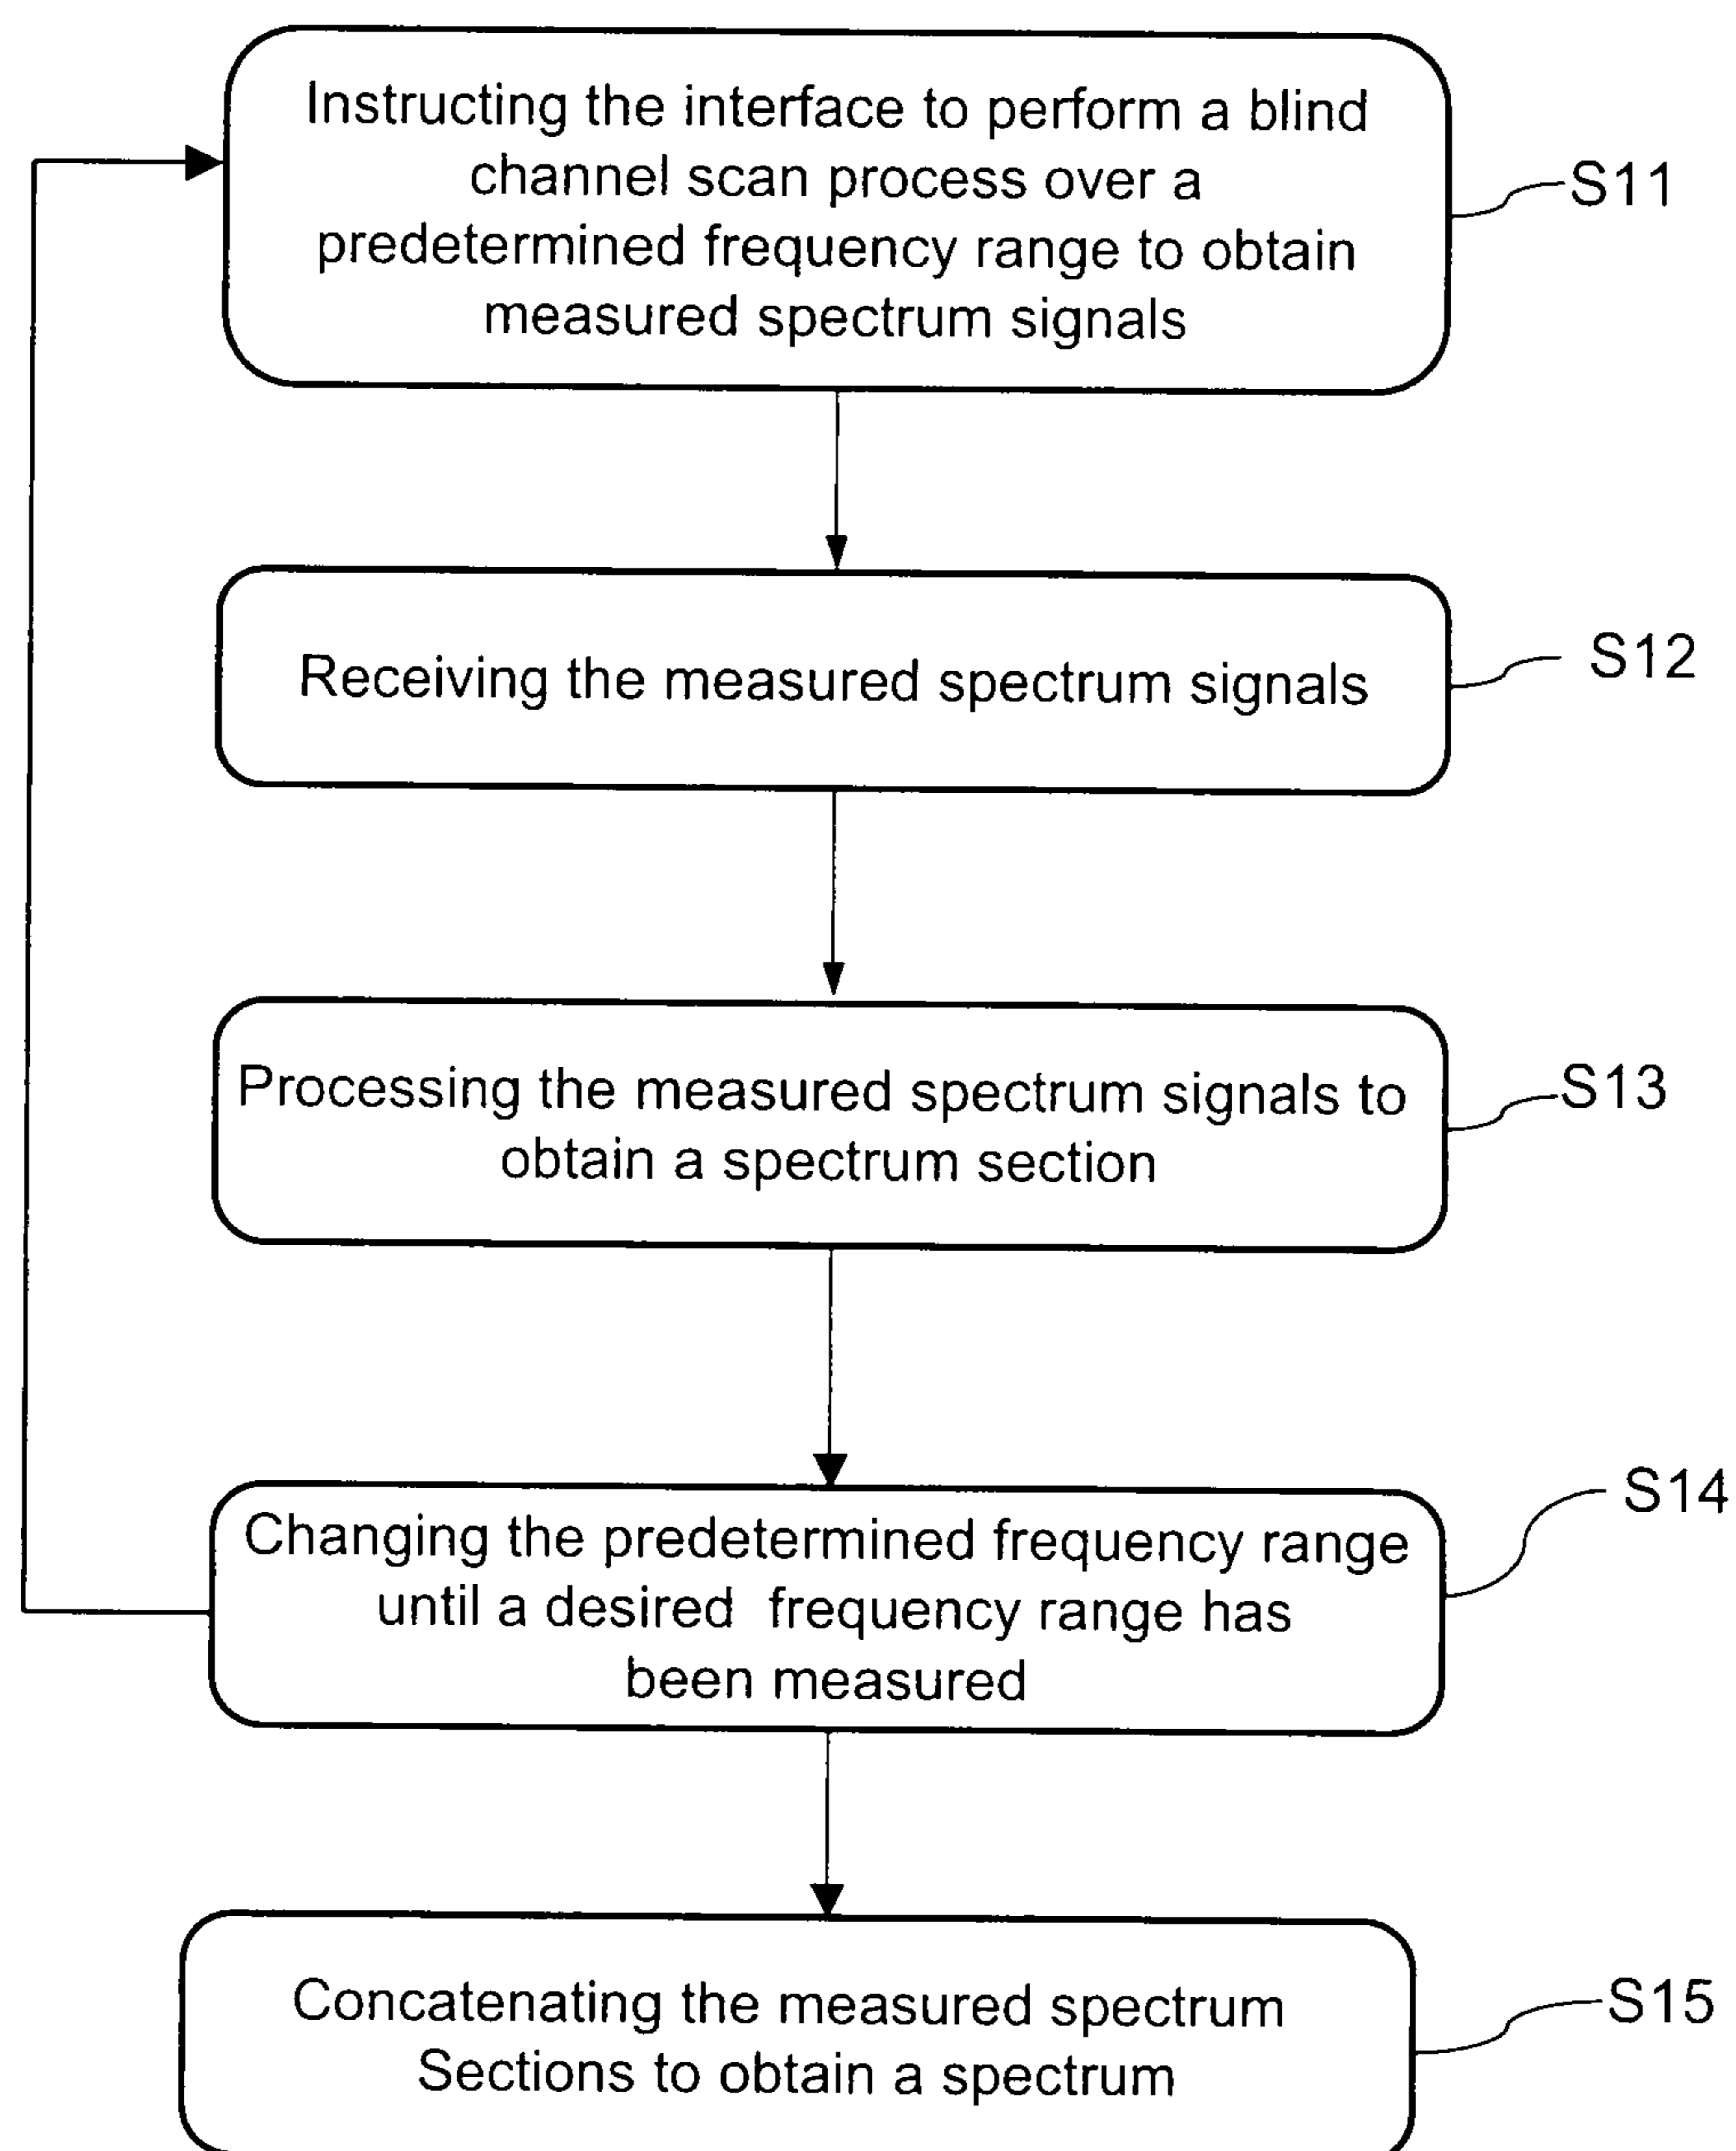 Instructing the interface to perform a blind
channel scan process over a
predetermined frequency range to obtain
measured spectrum signals
S11
Receiving the measured spectrum signals
S12
Processing the measured spectrum signals to
obtain a spectrum section
S13
Changing the predetermined frequency range
until a desired frequency range has
been measured
S14
Concatenating the measured spectrum
Sections to obtain a spectrum
S15